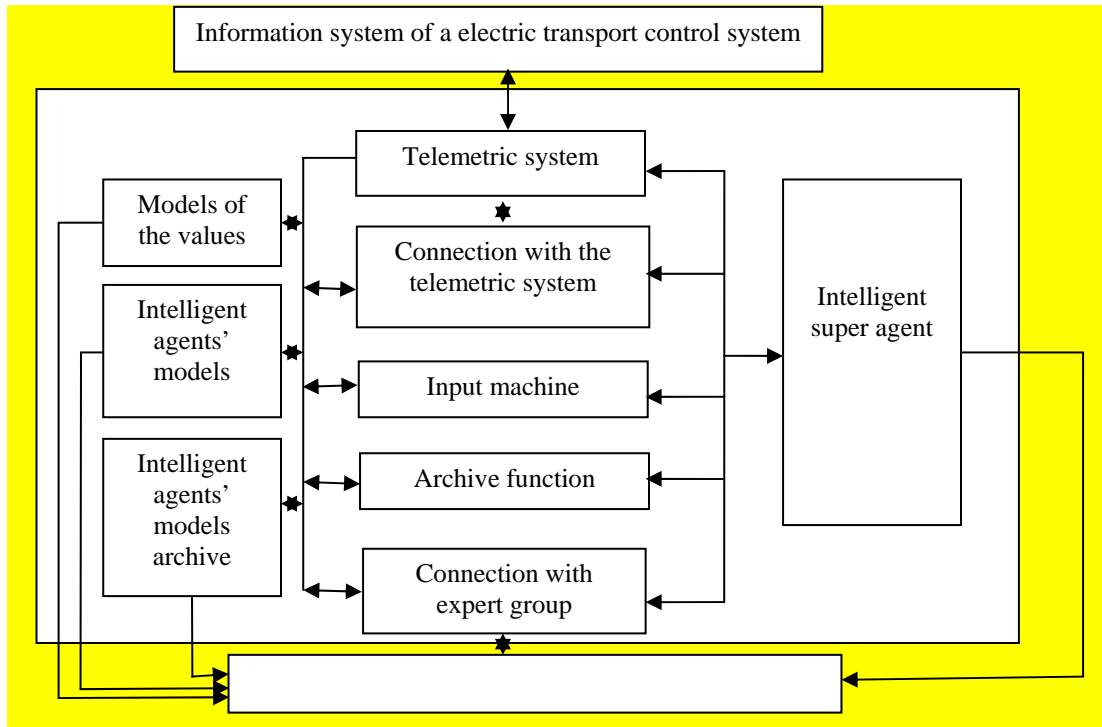 Information system of a electric transport control system
Telemetric system
Models of
the values
Connection with the
telemetric system
Intelligent
agents’
models
Intelligent
super agent
Input machine
Intelligent
agents’
models
archive
Archive function
Connection with
expert group